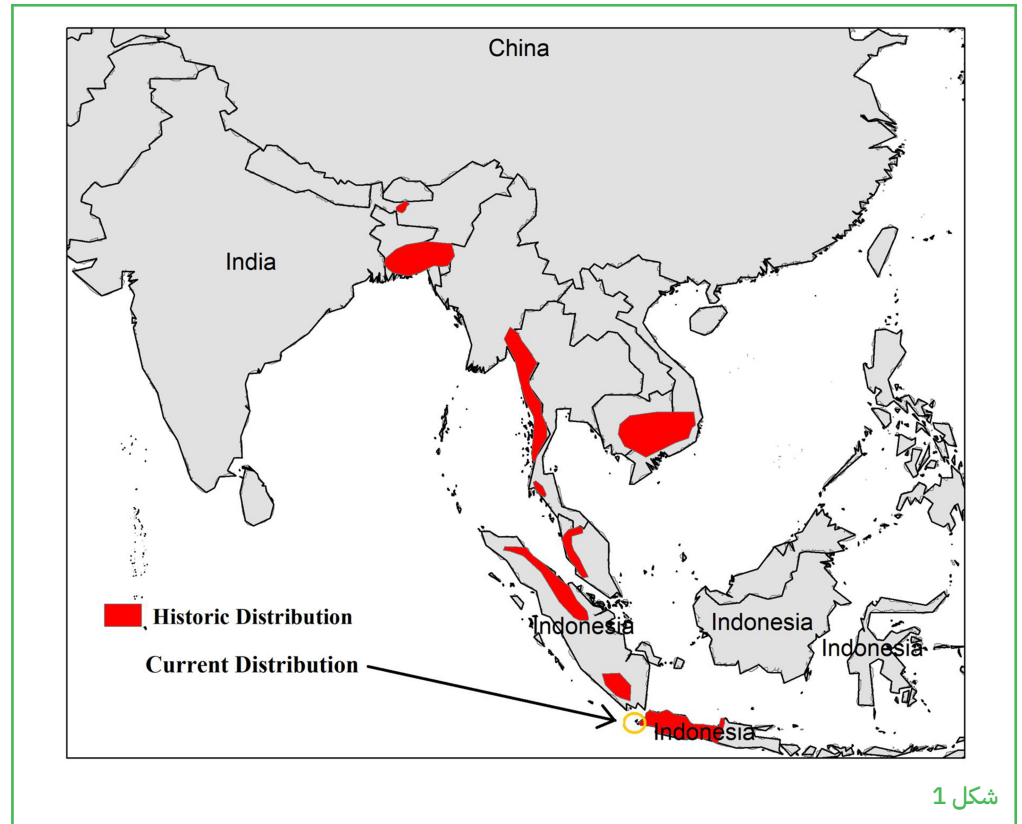 China
India
Historic Distribution
Indonesia
Indonesia
Indonesia
Current Distribution
Indonesia
شكل 1